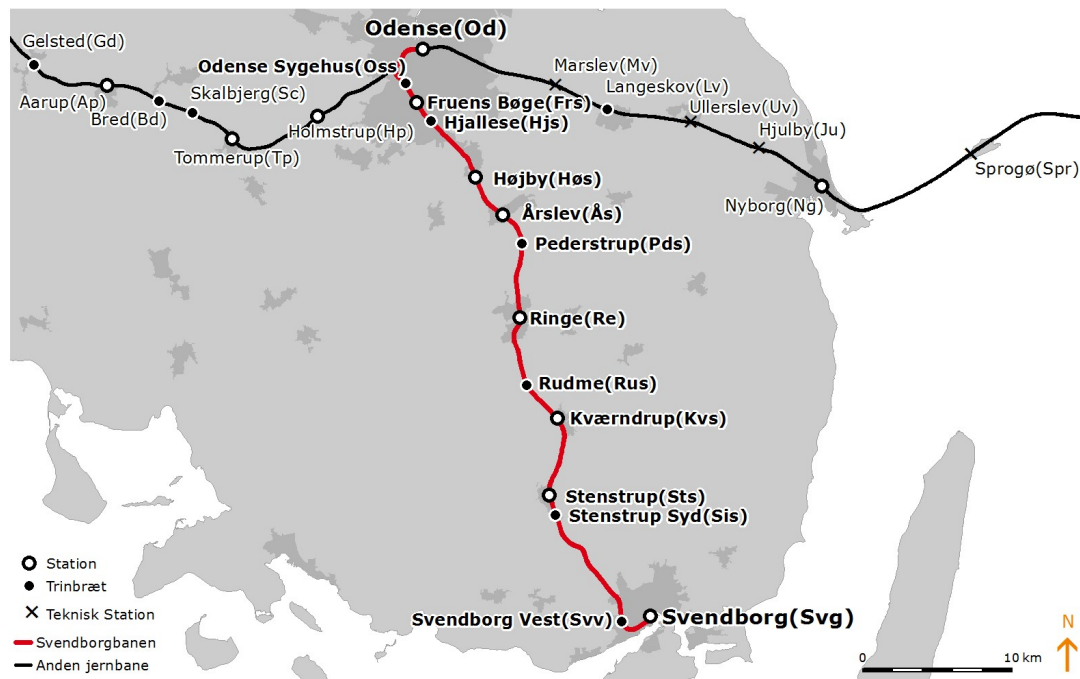 Odense(Od)
Gelsted(Gd)
Marslev(Mv)
Odense Sygehus(Oss)
Langeskov(Lv)
Skalbjerg(Sc)
Aarup(Ap)
Fruens Bøge(Frs)
Ullerslev(Uv)
Bred(Bd)
Hjallese(Hjs)
Holmstrup(Hp)
Hjulby(Ju)
Tommerup(Tp)
Sprogø(Spr)
Højby(Høs)
Nyborg(Ng)
Årslev(Ås)
Pederstrup(Pds)
Ringe(Re)
Rudme(Rus)
Kværndrup(Kvs)
Stenstrup(Sts)
Stenstrup Syd(Sis)
Svendborg Vest(Svv)
Svendborg(Svg)
Station
Trinbræt
Teknisk Station
Svendborgbanen
Anden jernbane
N
0 10 km